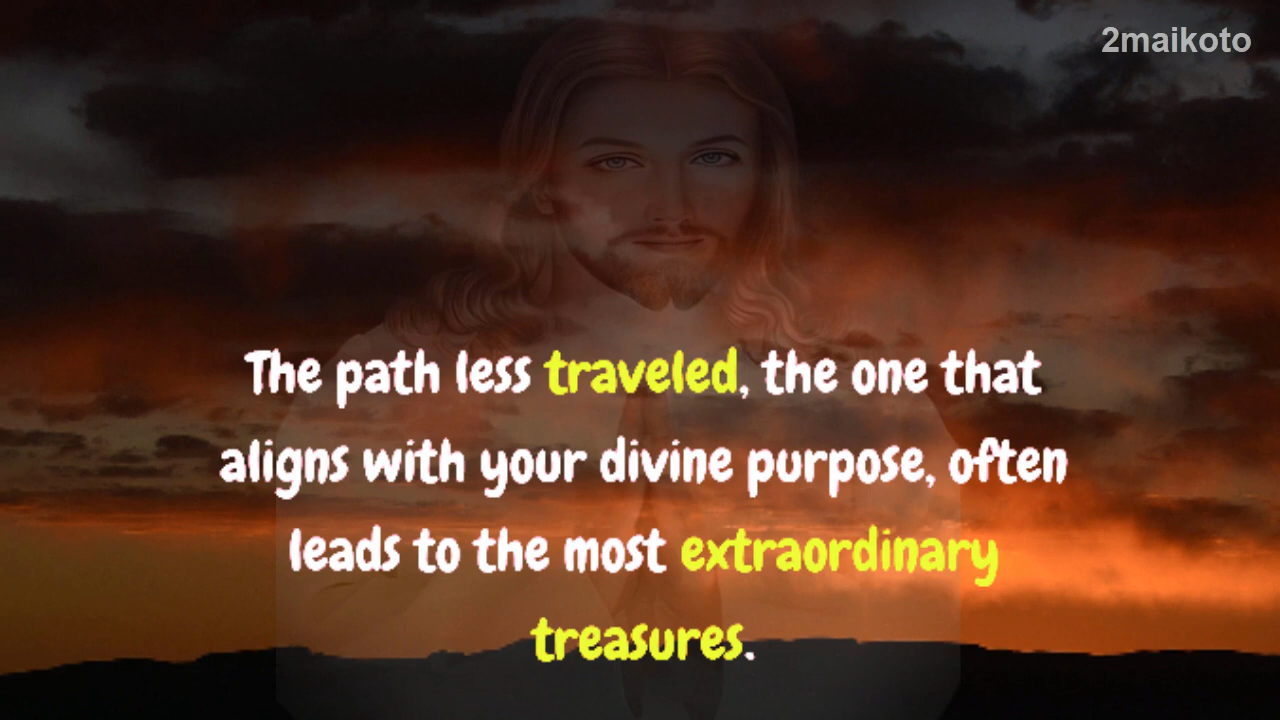 2maikoto
The path less traveled, the one that
aligns with your divine purpose, often
leads to the most extraordinary
treasures.